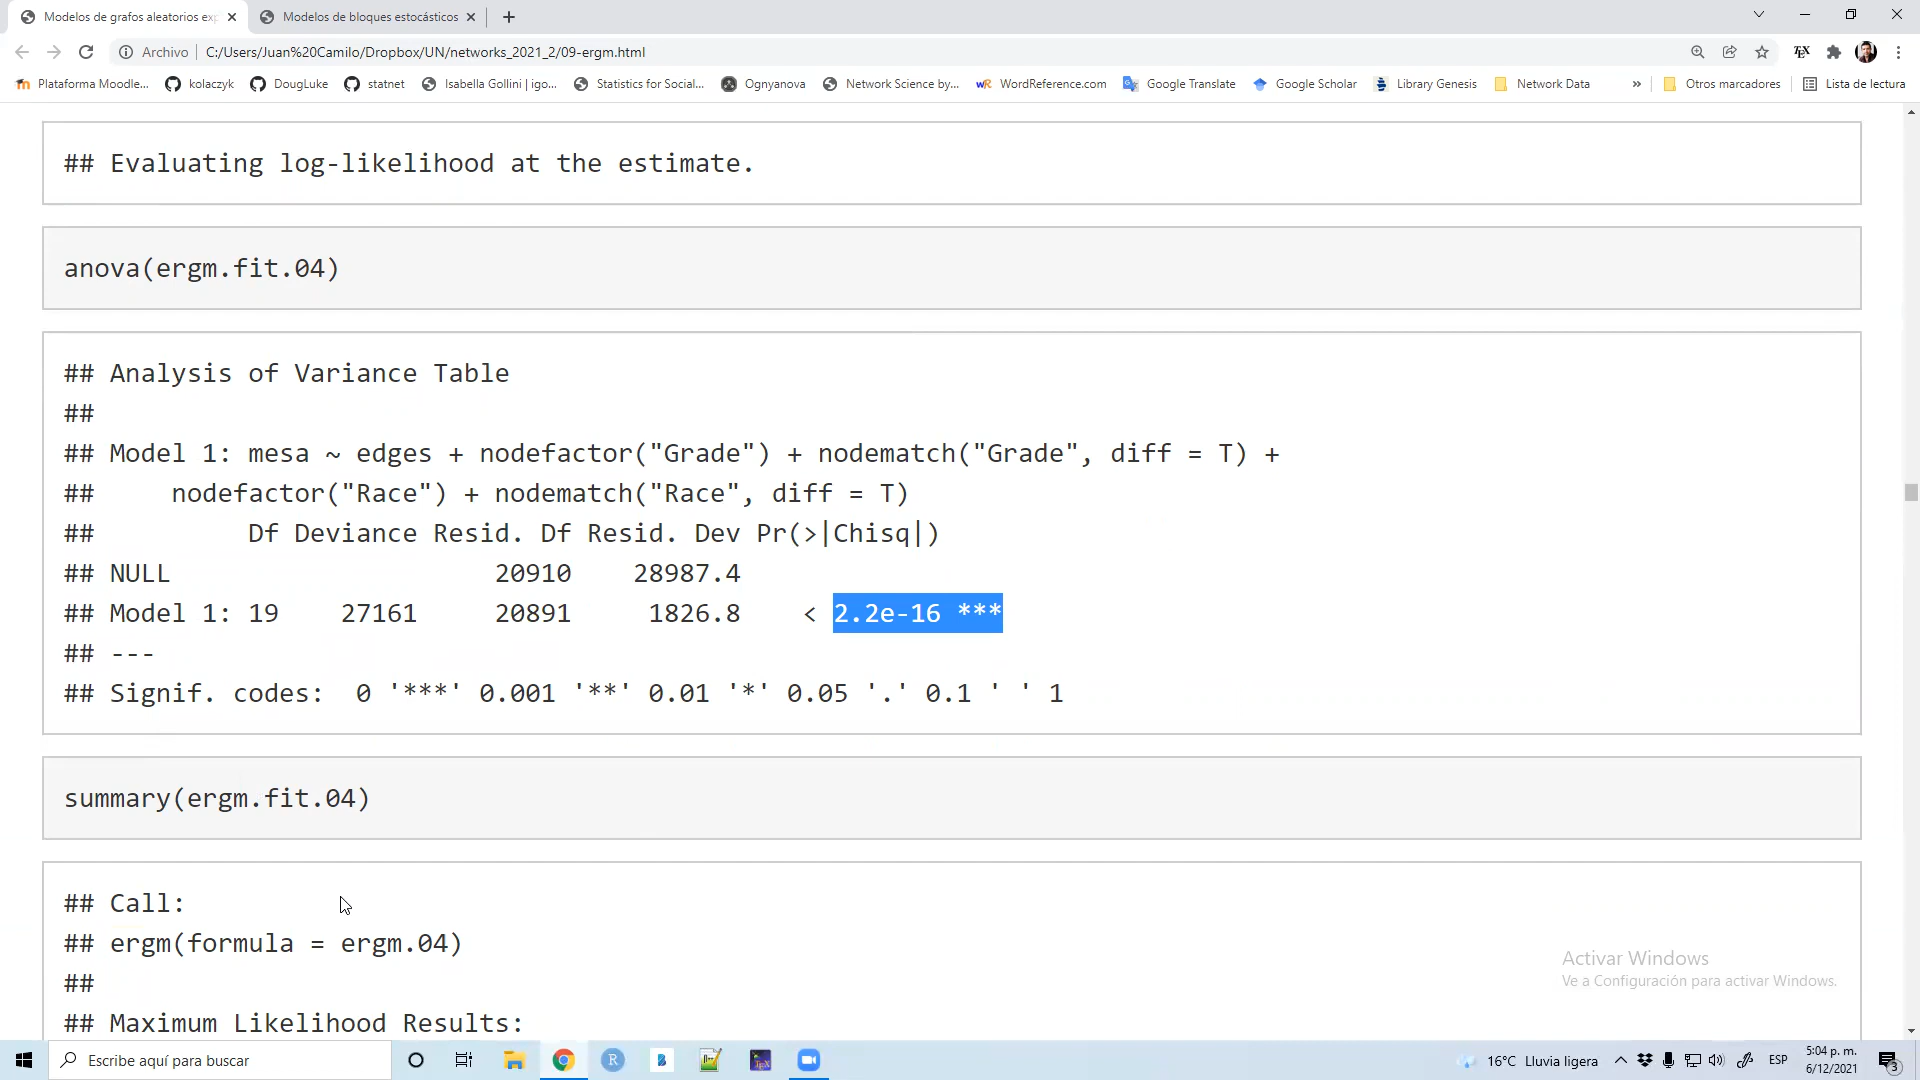 Modelos de grafos aleatorios exp
Modelos de bloques estocásticos
Archivo
C:/Users/Juan%20Camilo/Dropbox/UN/networks_2021_2/09-ergm.html
Plataforma Moodle...
kolaczyk
DougLuke
statnet
Isabella Gollini | igo...
Statistics for Social...
Ognyanova
Network Science by...
WordReference.com
Google Translate
Google Scholar
Library Genesis
Network Data
»
Otros marcadores
Lista de lectura
## Evaluating log-likelihood at the estimate.
anova(ergm.fit.04)
## Analysis of Variance Table
##
## Model 1: mesa ~ edges + nodefactor("Grade") + nodematch("Grade", diff = T) +
##     nodefactor("Race") + nodematch("Race", diff = T)
##          Df Deviance Resid. Df Resid. Dev Pr(>|Chisq|)
## NULL                     20910    28987.4
## Model 1: 19    27161     20891     1826.8    < 2.2e-16 ***
## ---
## Signif. codes:  0 '***' 0.001 '**' 0.01 '*' 0.05 '.' 0.1 ' ' 1
summary(ergm.fit.04)
## Call:
## ergm(formula = ergm.04)
##
## Maximum Likelihood Results:
Activar Windows
Ve a Configuración para activar Windows.
Escribe aquí para buscar
16°C Lluvia ligera
ESP
5:04 p. m.
6/12/2021
3